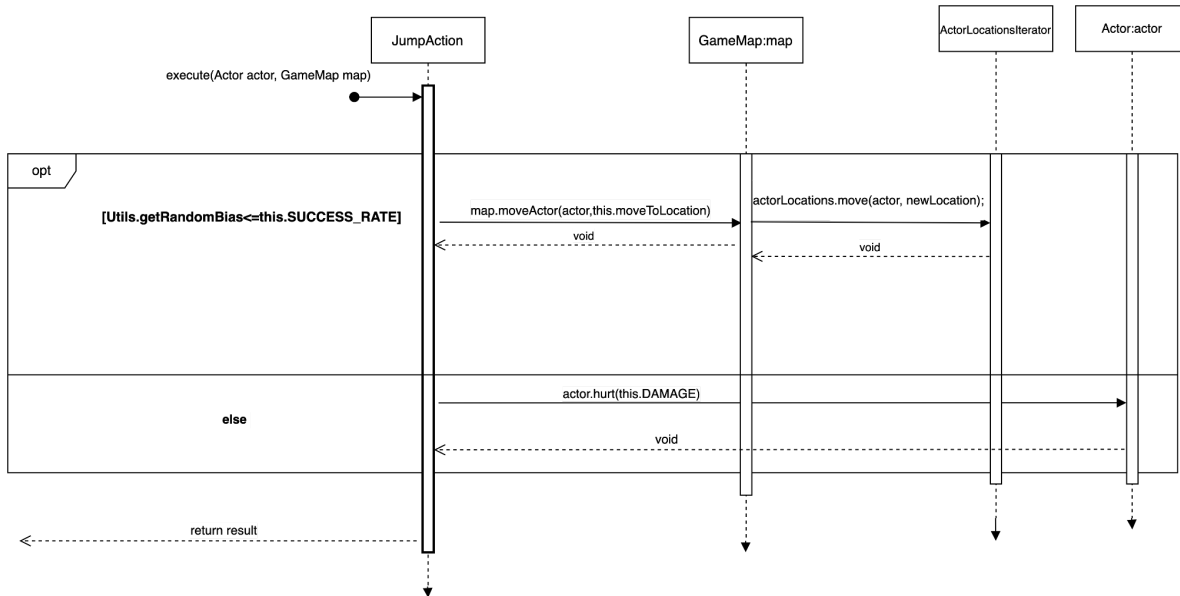 JumpAction
GameMap:map
ActorLocationsIterator
Actor:actor
execute(Actor actor, GameMap map)
opt
[Utils.getRandomBias<=this.SUCCESS_RATE]
map.moveActor(actor,this.moveToLocation)
actorLocations.move(actor, newLocation);
void
void
else
actor.hurt(this.DAMAGE)
void
return result